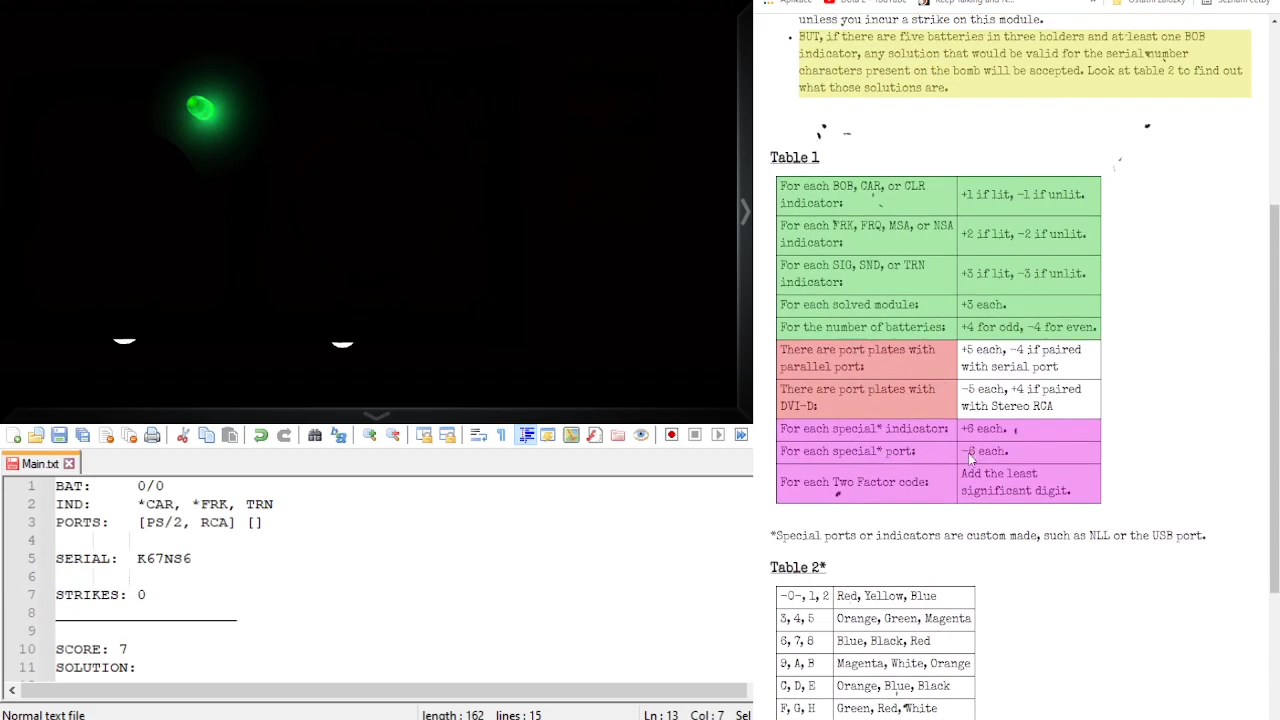 Aplikace
Dota 2 - YouTube
Keep Talking and N
Ostatní záložky
Seznam četby
unless you incur a strike on this module.
BUT, if there are five batteries in three holders and at least one BOB
indicator, any solution that would be valid for the serial number
characters present on the bomb will be accepted. Look at table 2 to find out
what those solutions are.
Table 1
For each BOB, CAR, or CLR
indicator:
+1 if lit, -1 if unlit.
For each FRK, FRQ, MSA, or NSA
indicator:
+2 if lit, -2 if unlit.
For each SIG, SND, or TRN
indicator:
+3 if lit, -3 if unlit.
For each solved module:
+3 each.
For the number of batteries:
+4 for odd, -4 for even.
There are port plates with
parallel port:
+5 each, -4 if paired
with serial port
There are port plates with
DVI-D:
-5 each, +4 if paired
with Stereo RCA
For each special* indicator:
+6 each.
For each special* port:
-6 each.
For each Two Factor code:
Add the least
significant digit.
*Special ports or indicators are custom made, such as NLL or the USB port.
Table 2*
-0-, 1, 2 Red, Yellow, Blue
3, 4, 5 Orange, Green, Magenta
6, 7, 8 Blue, Black, Red
9, A, B Magenta, White, Orange
C, D, E Orange, Blue, Black
F, G, H Green, Red, White
Main.txt
1 BAT: 0/0
2 IND: *CAR, *FRK, TRN
3 PORTS: [PS/2, RCA] []
4
5 SERIAL: K67NS6
6
7 STRIKES: 0
8
9
10 SCORE: 7
11 SOLUTION:
Normal text file
length : 162 lines : 15
Ln : 13 Col : 7 Sel